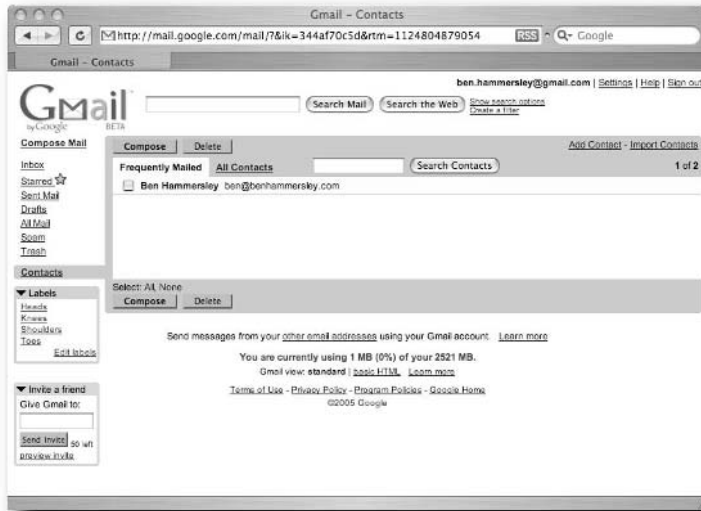 Gmail – Contacts
http://mail.google.com/mail/?&ik=344af70c5d&rtm=1124804879054 RSS Google
Gmail – Contacts
ben.hammersley@gmail.com | Settings | Help | Sign out
Gmail by Google BETA
Search Mail Search the Web Show search options
Create a filter
Compose Mail
Compose Delete Add Contact - Import Contacts
Inbox
Frequently Mailed All Contacts Search Contacts 1 of 2
Starred
Ben Hammersley ben@benhammersley.com
Sent Mail
Drafts
All Mail
Spam
Trash
Contacts
Select: All, None
Compose Delete
Labels
Heads
Knees
Shoulders
Toes
Edit labels
Send messages from your other email addresses using your Gmail account. Learn more
You are currently using 1 MB (0%) of your 2521 MB.
Gmail view: standard | basic HTML Learn more
Terms of Use - Privacy Policy - Program Policies - Google Home
©2005 Google
Invite a friend
Give Gmail to:
Send Invite 50 left
preview invite